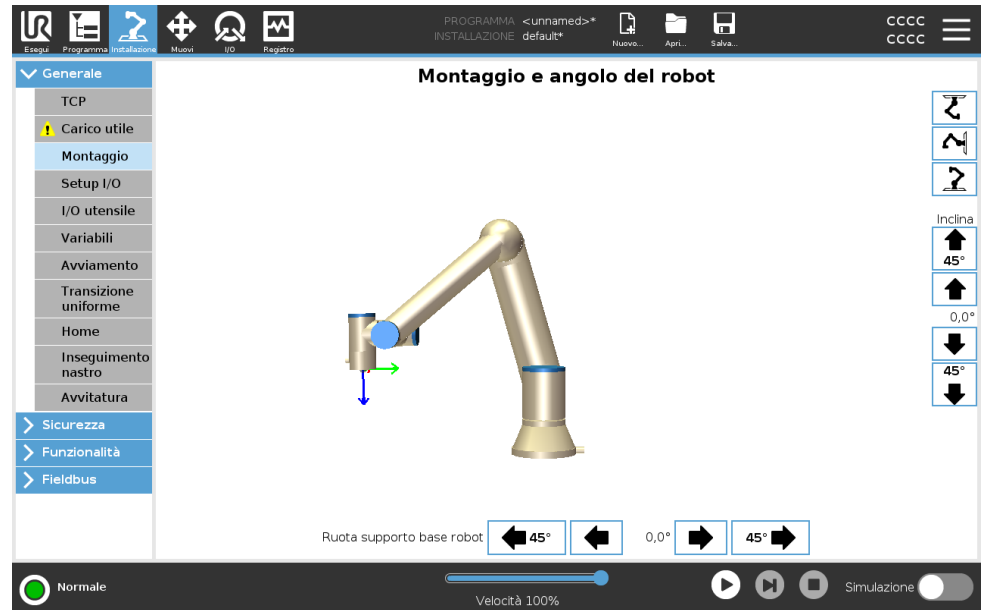 UR
PROGRAMMA <unnamed>*
INSTALLAZIONE default*
CCCC
CCCC
Esegui Programma Installazione Muovi I/O Registro Nuovo... Apri... Salva...
Generale
TCP
Carico utile
Montaggio
Setup I/O
I/O utensile
Variabili
Avviamento
Transizione
uniforme
Home
Inseguimento
nastro
Avvitatura
Sicurezza
Funzionalità
Fieldbus
Montaggio e angolo del robot
Inclina
45°
0,0°
45°
Ruota supporto base robot 45° 0,0° 45°
Normale
Velocità 100%
Simulazione